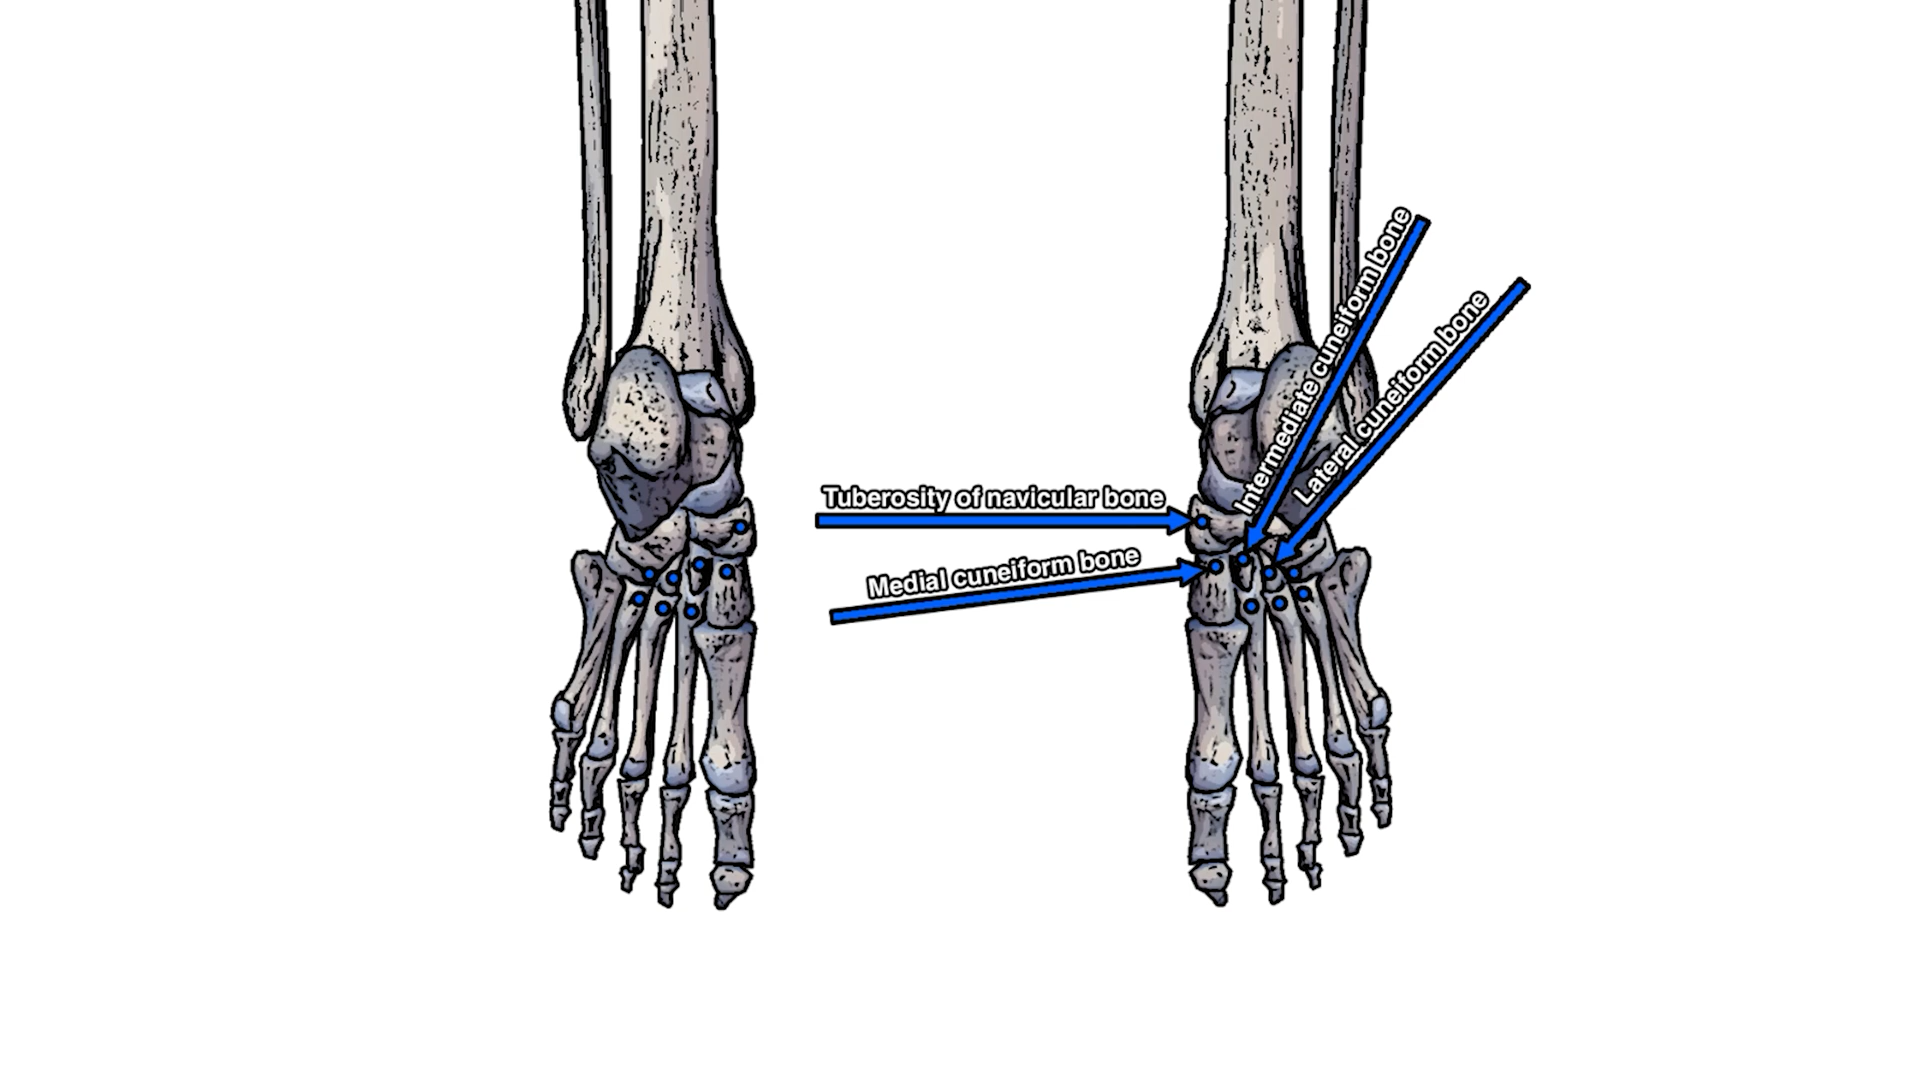 Intermediate cuneiform bone
Lateral cuneiform bone
Tuberosity of navicular bone
Medial cuneiform bone